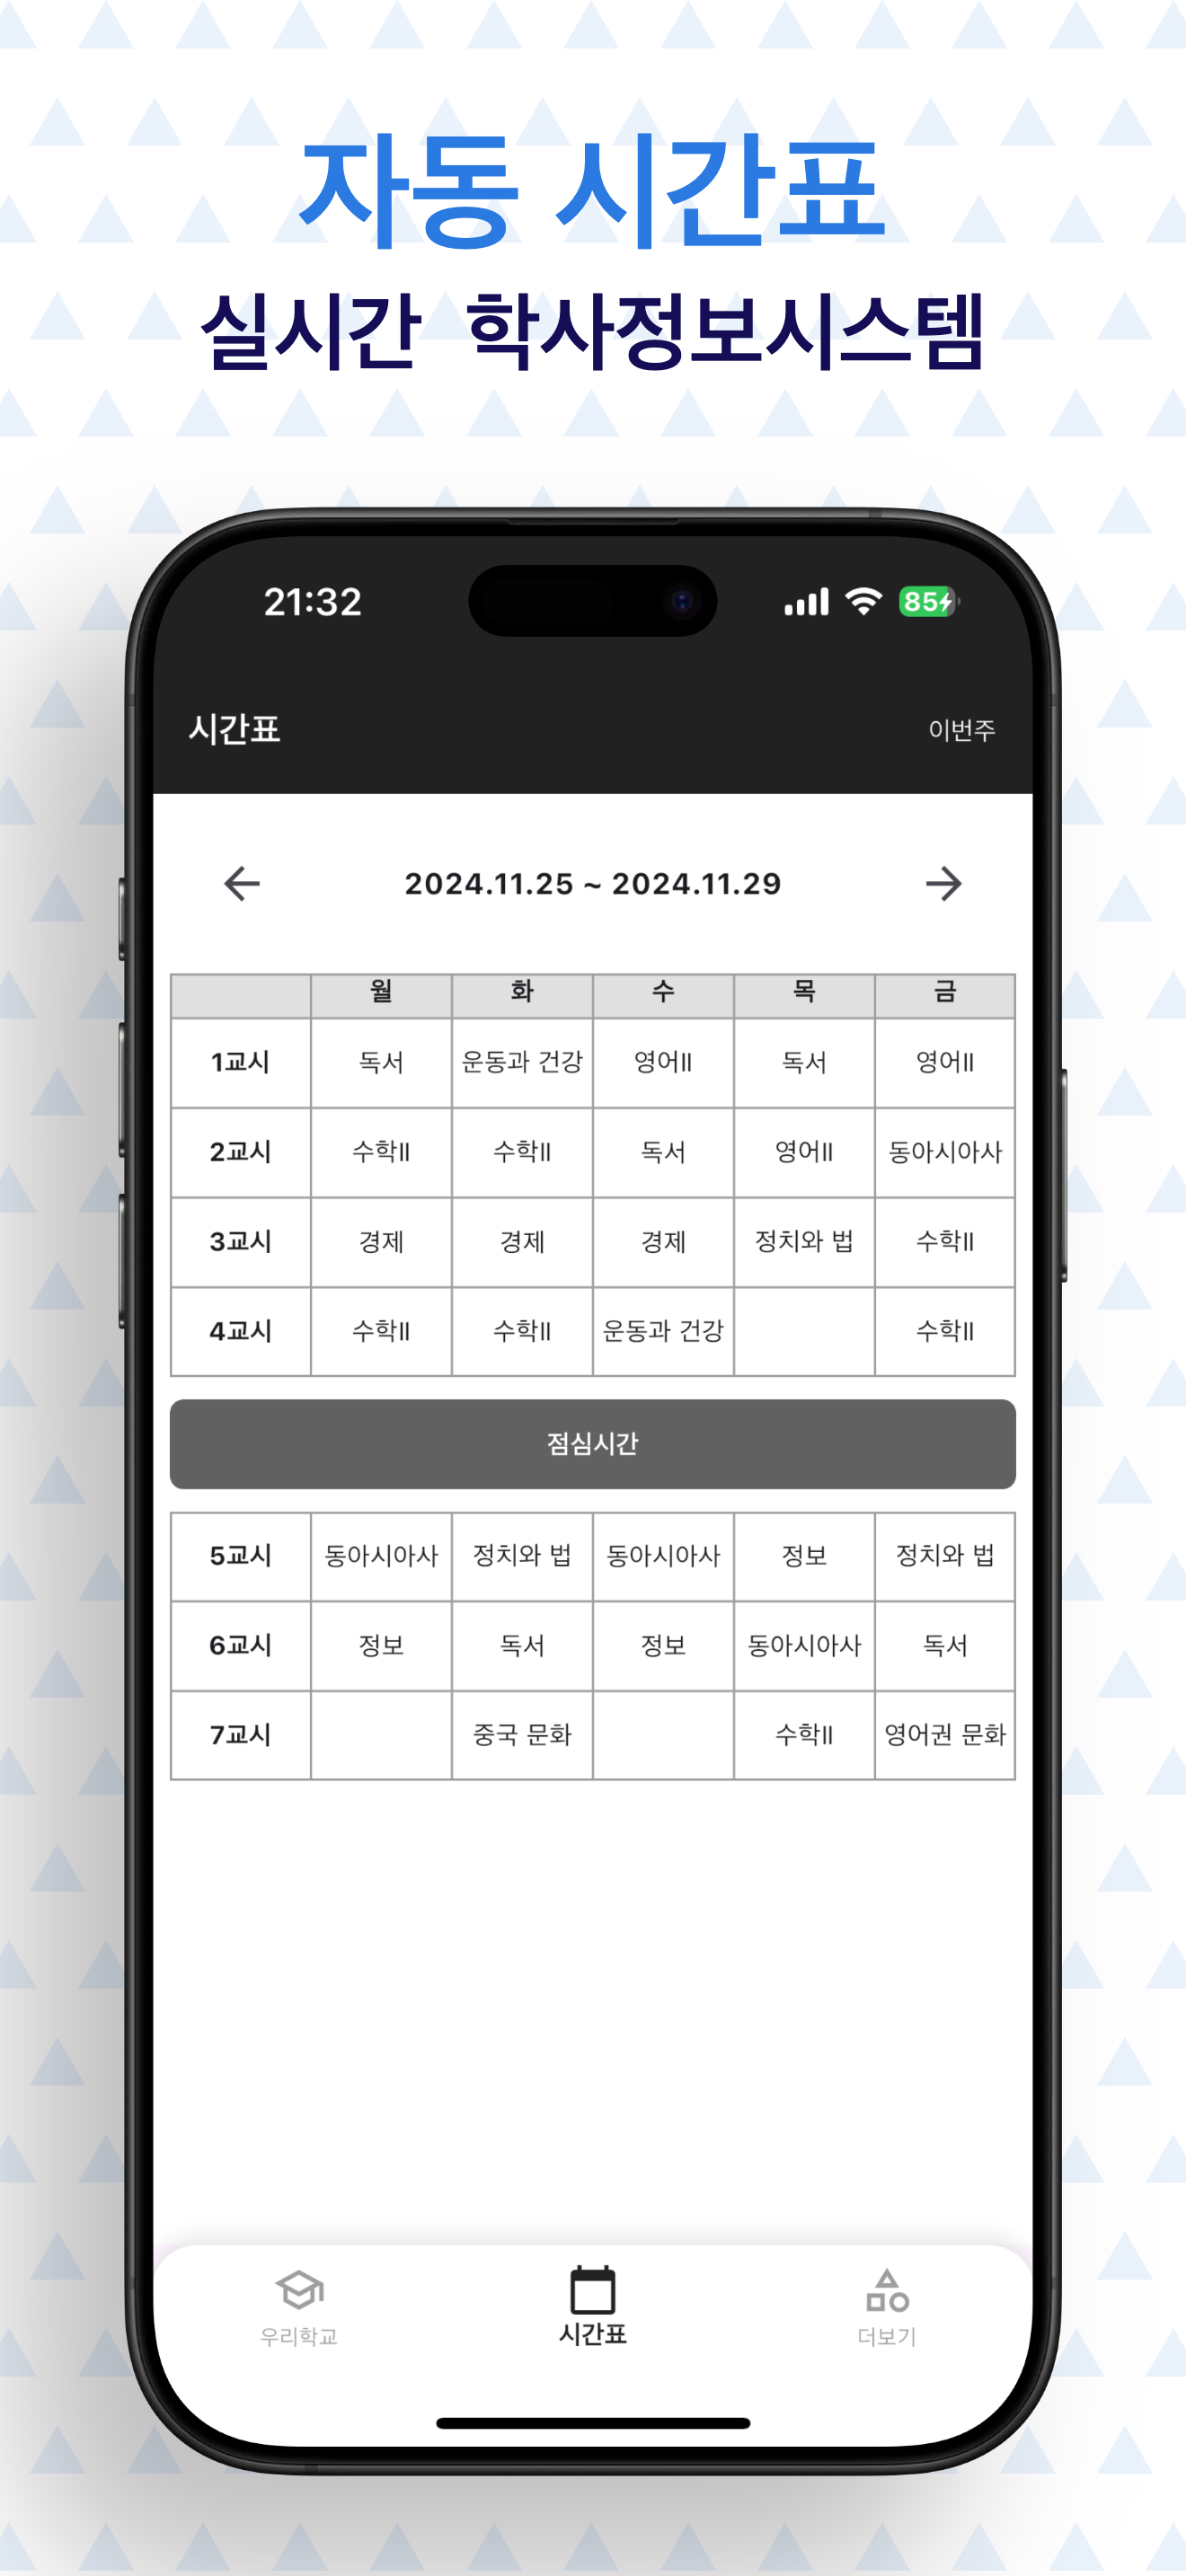 자동 시간표
실시간 학사정보시스템
21:32 85
시간표 이번주
2024.11.25 ~ 2024.11.29
월 화 수 목 금
1교시 독서 운동과 건강 영어II 독서 영어II
2교시 수학II 수학II 독서 영어II 동아시아사
3교시 경제 경제 경제 정치와 법 수학II
4교시 수학II 수학II 운동과 건강 수학II
점심시간
5교시 동아시아사 정치와 법 동아시아사 정보 정치와 법
6교시 정보 독서 정보 동아시아사 독서
7교시 중국 문화 수학II 영어권 문화
우리학교 시간표 더보기